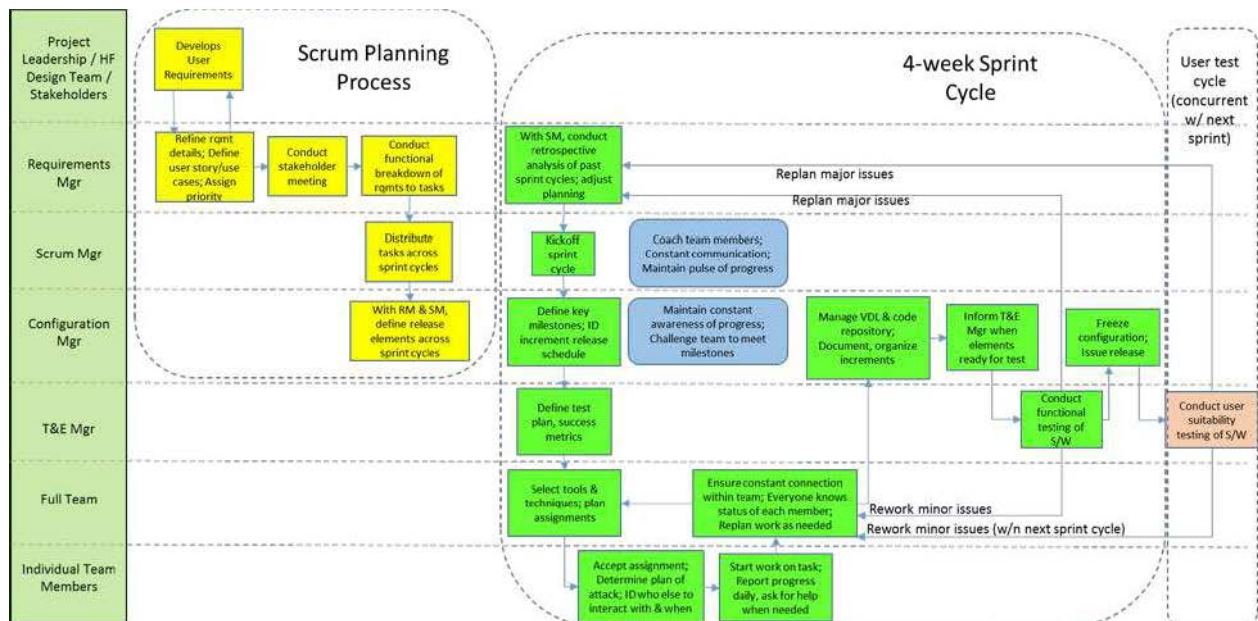 Project
Leadership / HF
Design Team /
Stakeholders
Develops
User
Requirements
Scrum Planning
Process
4-week Sprint
Cycle
User test
cycle
(concurrent
w/ next
sprint)
Requirements
Mgr
Refine rqmt
details; Define
user story/use
cases; Assign
priority
Conduct
stakeholder
meeting
Conduct
functional
breakdown of
rqmts to tasks
With SM, conduct
retrospective
analysis of past
sprint cycles; adjust
planning
Replan major issues
Replan major issues
Scrum Mgr
Distribute
tasks across
sprint cycles
Kickoff
sprint
cycle
Coach team members;
Constant communication;
Maintain pulse of progress
Configuration
Mgr
With RM & SM,
define release
elements across
sprint cycles
Define key
milestones; ID
increment release
schedule
Maintain constant
awareness of progress;
Challenge team to meet
milestones
Manage VDL & code
repository;
Document, organize
increments
Inform T&E
Mgr when
elements
ready for test
Freeze
configuration;
Issue release
T&E Mgr
Define test
plan, success
metrics
Conduct
functional
testing of
S/W
Conduct user
suitability
testing of S/W
Full Team
Select tools &
techniques; plan
assignments
Ensure constant connection
within team; Everyone knows
status of each member;
Replan work as needed
Rework minor issues
Rework minor issues (w/n next sprint cycle)
Individual Team
Members
Accept assignment;
Determine plan of
attack; ID who else to
interact with & when
Start work on task;
Report progress
daily, ask for help
when needed